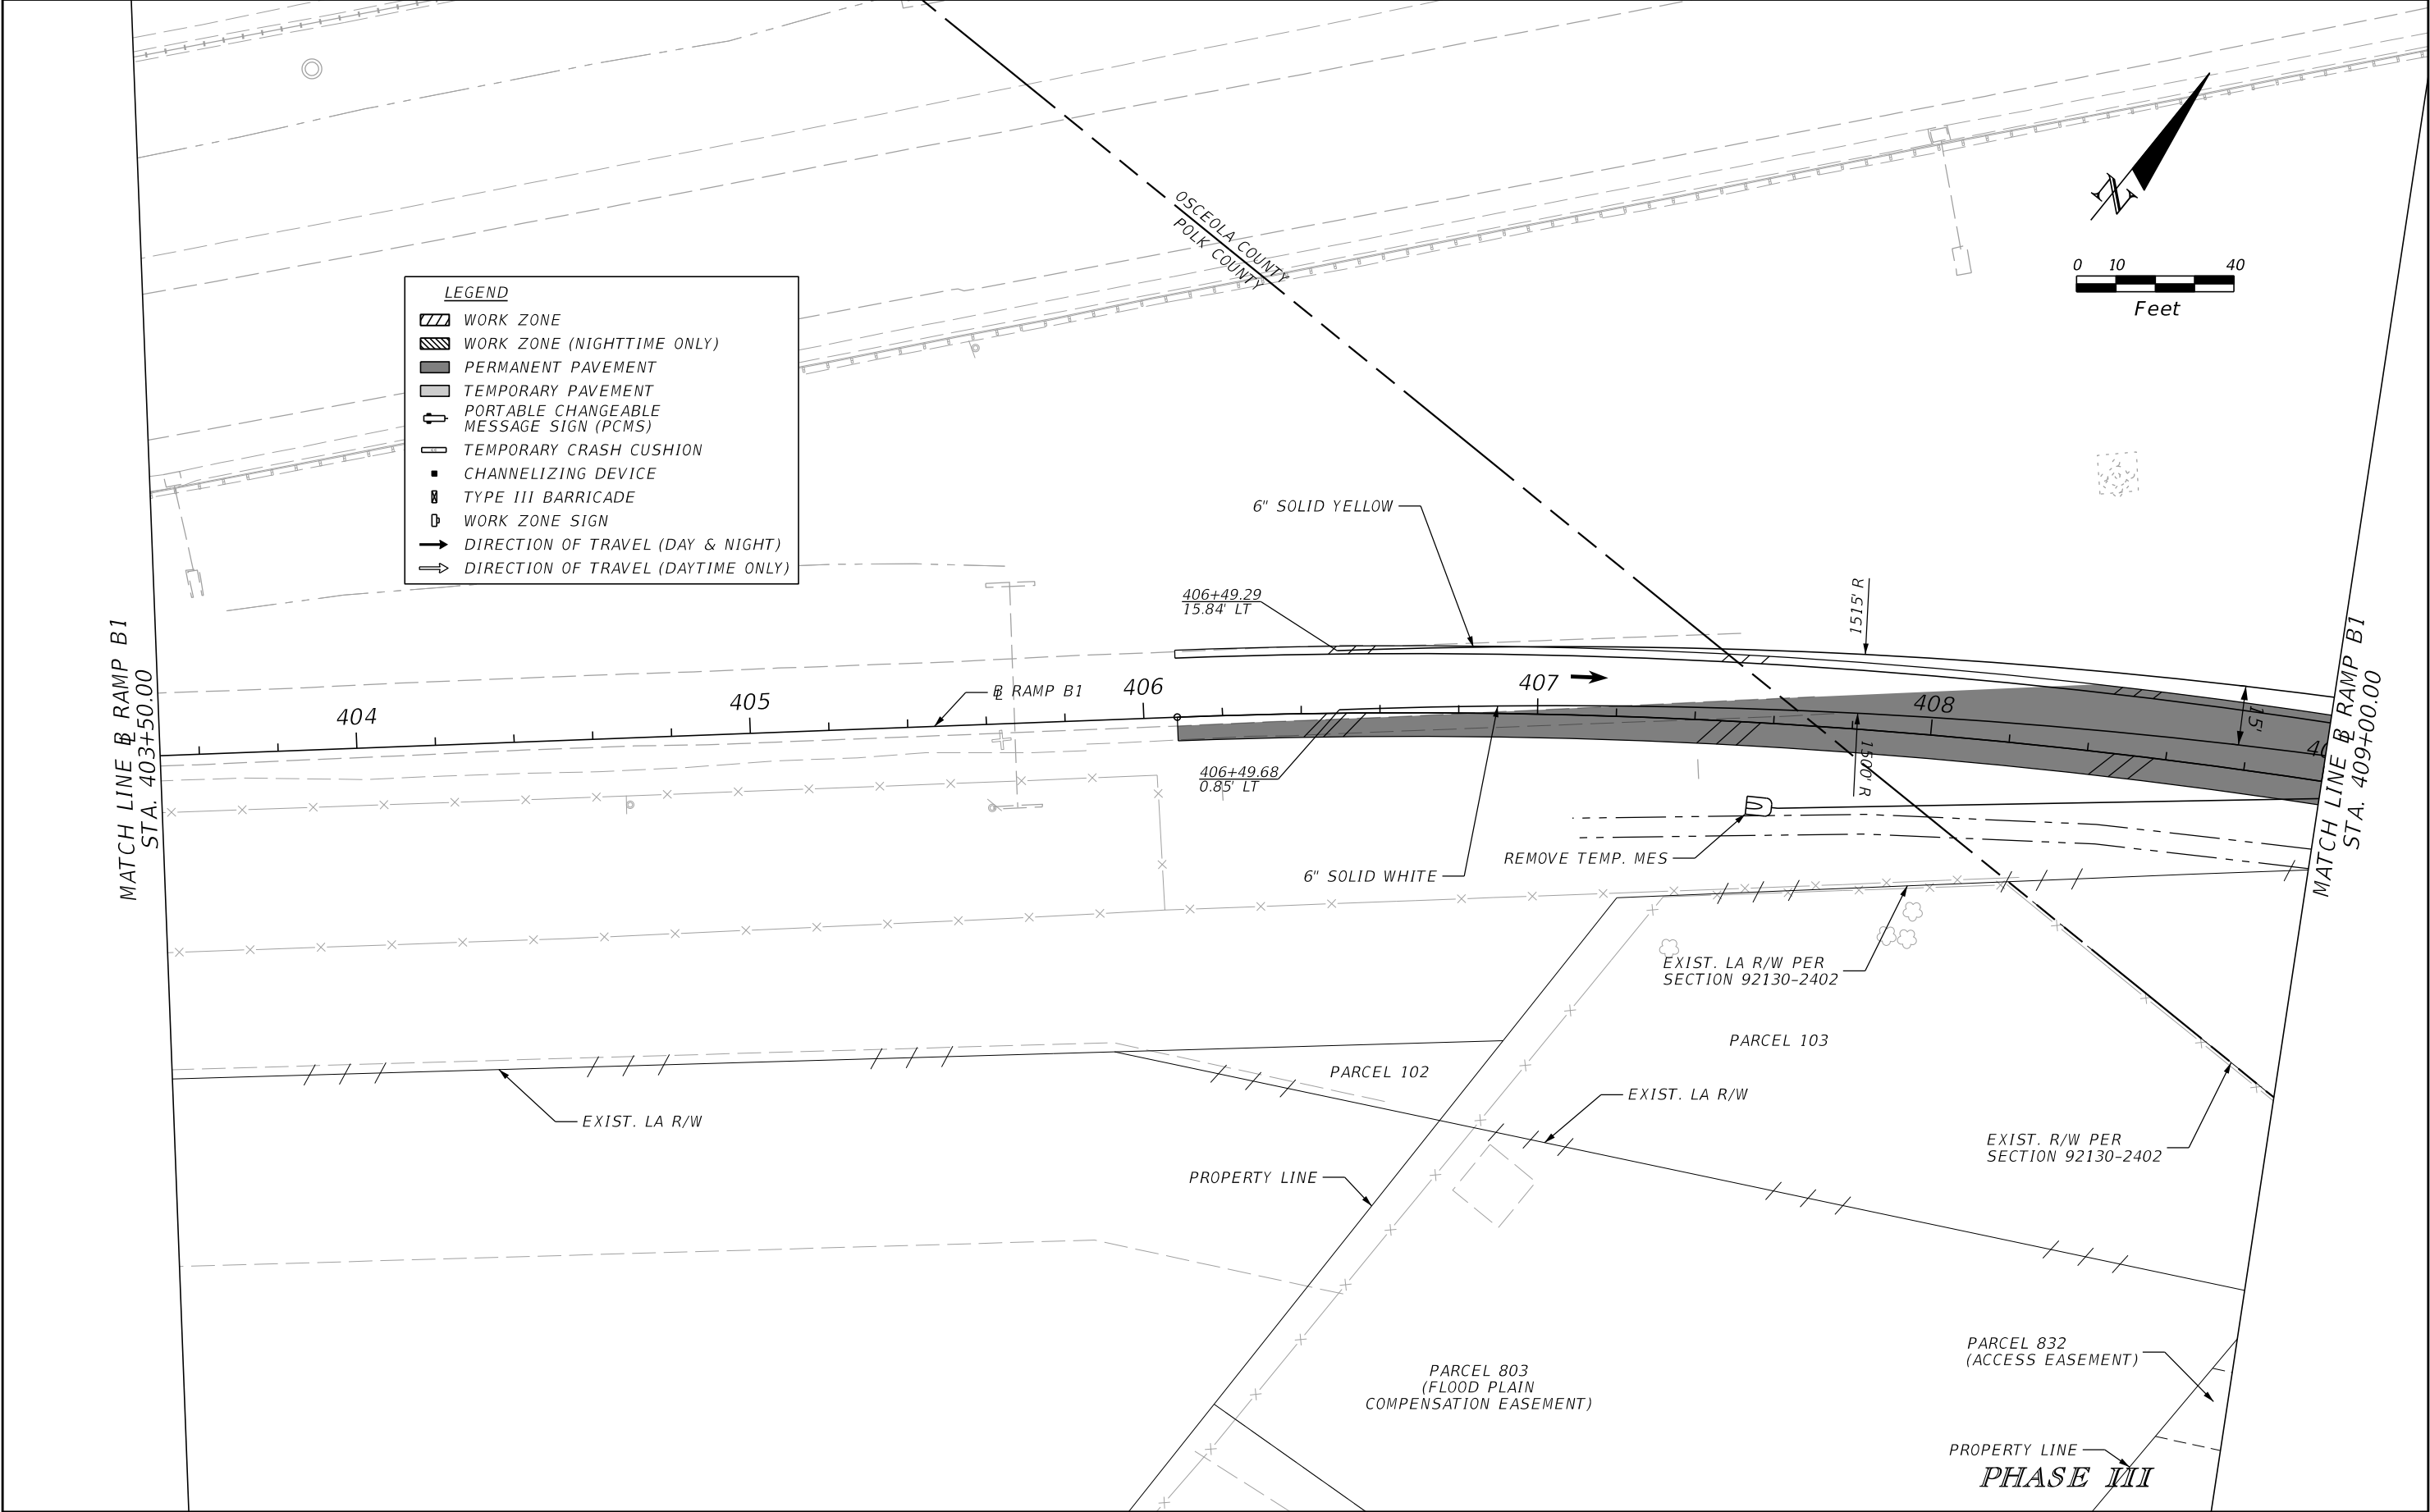 OSCEOLA COUNTY
POLK COUNTY
N
0 10 40
Feet
LEGEND
WORK ZONE
WORK ZONE (NIGHTTIME ONLY)
PERMANENT PAVEMENT
TEMPORARY PAVEMENT
PORTABLE CHANGEABLE
MESSAGE SIGN (PCMS)
TEMPORARY CRASH CUSHION
CHANNELIZING DEVICE
TYPE III BARRICADE
WORK ZONE SIGN
DIRECTION OF TRAVEL (DAY & NIGHT)
DIRECTION OF TRAVEL (DAYTIME ONLY)
6" SOLID YELLOW
406+49.29
15.84' LT
1515' R
MATCH LINE BL RAMP B1
STA. 403+50.00
404
405
BL RAMP B1
406
407
408
15'
40
MATCH LINE BL RAMP B1
STA. 409+00.00
406+49.68
0.85' LT
1500' R
6" SOLID WHITE
REMOVE TEMP. MES
EXIST. LA R/W PER
SECTION 92130-2402
PARCEL 103
PARCEL 102
EXIST. LA R/W
EXIST. LA R/W
EXIST. R/W PER
SECTION 92130-2402
PROPERTY LINE
PARCEL 803
(FLOOD PLAIN
COMPENSATION EASEMENT)
PARCEL 832
(ACCESS EASEMENT)
PROPERTY LINE
PHASE III